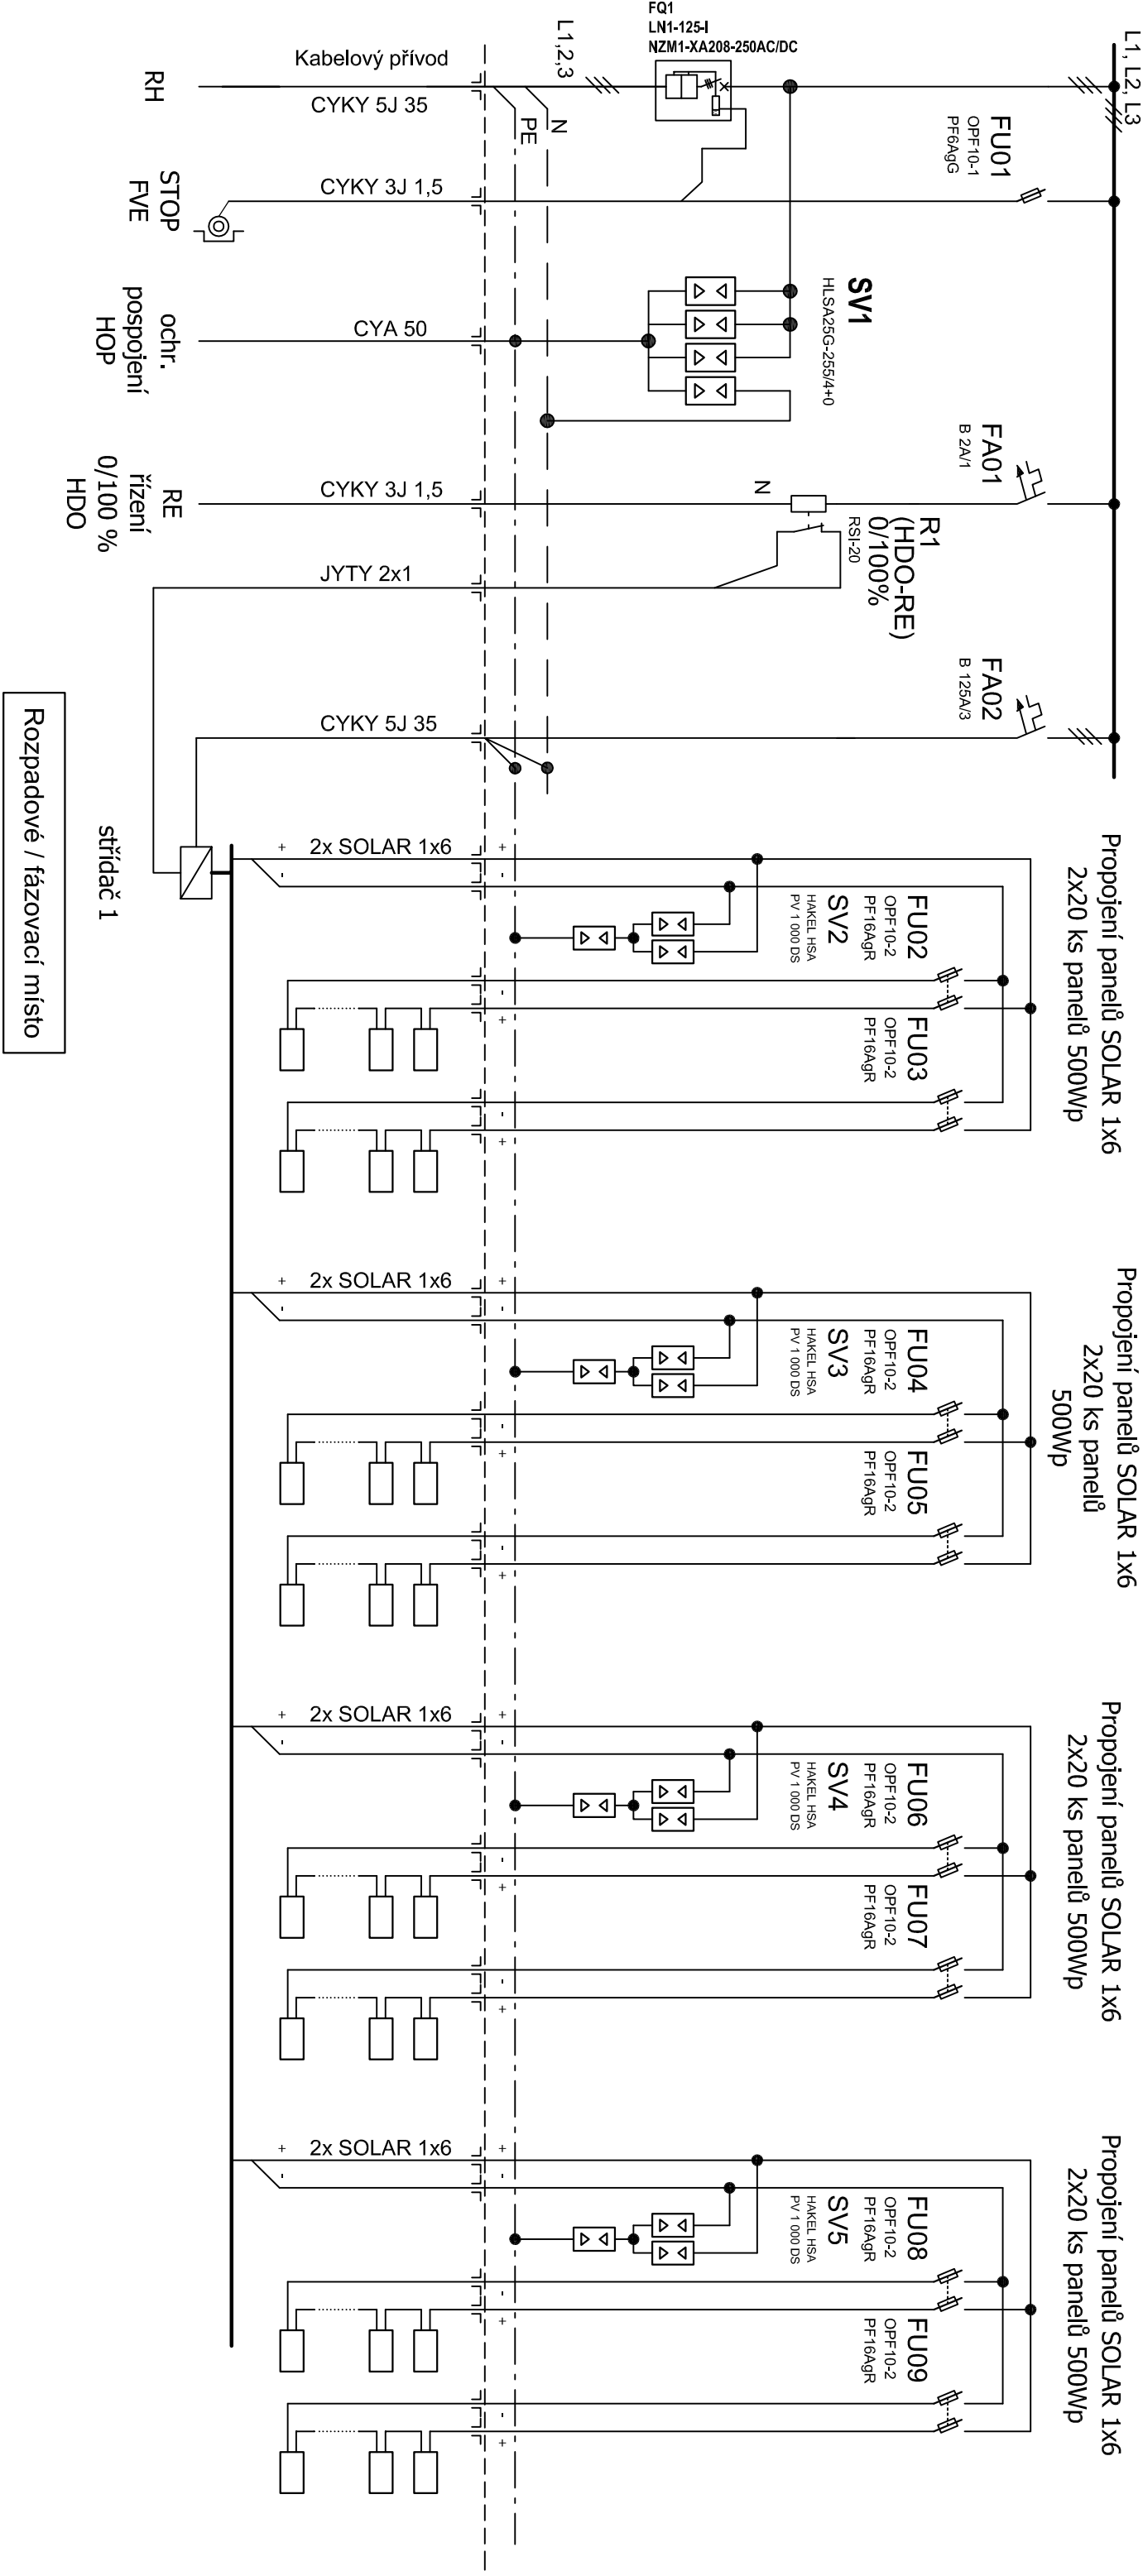 FQ1
LN1-125-I
NZM1-XA208-250AC/DC
L1, L2, L3
L1,2,3
Kabelový přívod
CYKY 5J 35
RH
N
PE
FU01
OPF10-1
PF6AgG
CYKY 3J 1,5
STOP
FVE
SV1
HLSA25G-255/4+0
CYA 50
ochr.
pospojení
HOP
FA01
B 2A/1
N
CYKY 3J 1,5
RE
řízení
0/100 %
HDO
R1
(HDO-RE)
0/100%
RSI-20
JYTY 2x1
FA02
B 125A/3
CYKY 5J 35
střídač 1
Rozpadové / fázovací místo
Propojení panelů SOLAR 1x6
2x20 ks panelů 500Wp
+ 2x SOLAR 1x6 +
- -
FU02
OPF10-2
PF16AgR
SV2
HAKEL HSA
PV 1 000 DS
-
+
FU03
OPF10-2
PF16AgR
-
+
Propojení panelů SOLAR 1x6
2x20 ks panelů
500Wp
+ 2x SOLAR 1x6 +
- -
FU04
OPF10-2
PF16AgR
SV3
HAKEL HSA
PV 1 000 DS
-
+
FU05
OPF10-2
PF16AgR
-
+
Propojení panelů SOLAR 1x6
2x20 ks panelů 500Wp
+ 2x SOLAR 1x6 +
- -
FU06
OPF10-2
PF16AgR
SV4
HAKEL HSA
PV 1 000 DS
-
+
FU07
OPF10-2
PF16AgR
-
+
Propojení panelů SOLAR 1x6
2x20 ks panelů 500Wp
+ 2x SOLAR 1x6 +
- -
FU08
OPF10-2
PF16AgR
SV5
HAKEL HSA
PV 1 000 DS
-
+
FU09
OPF10-2
PF16AgR
-
+